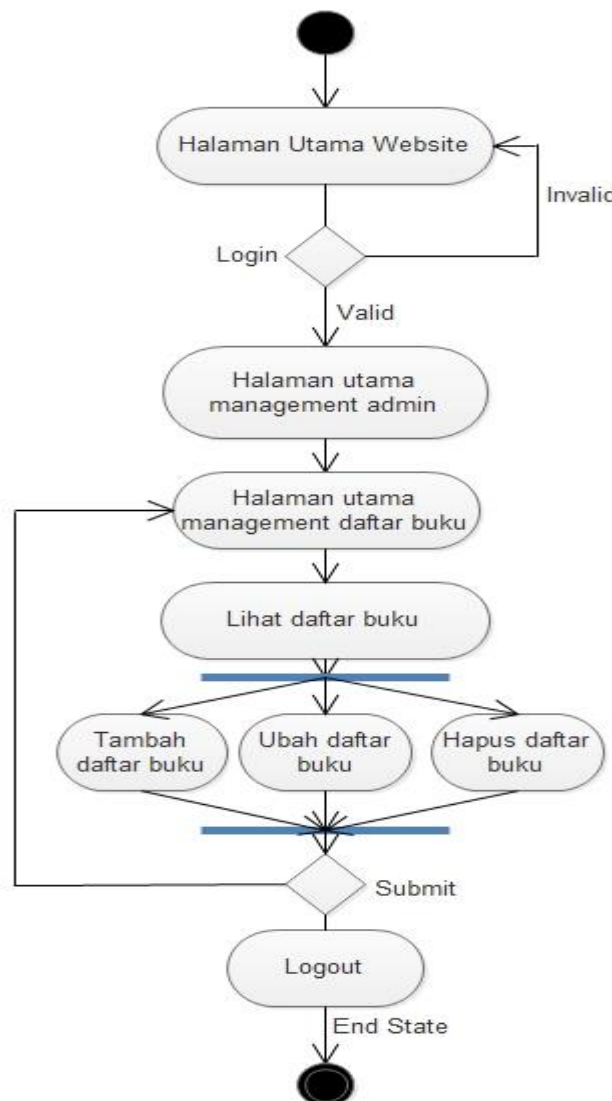 Halaman Utama Website
Invalid
Login
Valid
Halaman utama
management admin
Halaman utama
management daftar buku
Lihat daftar buku
Tambah
daftar buku
Ubah daftar
buku
Hapus daftar
buku
Submit
Logout
End State